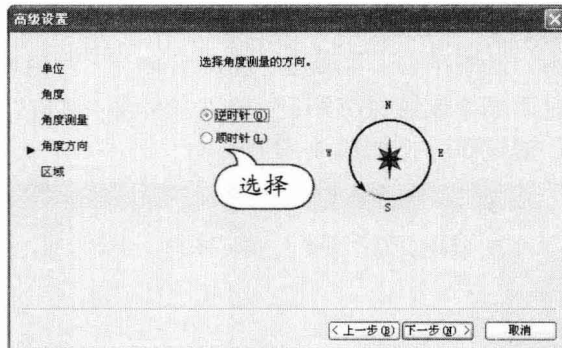 高级设置
单位
角度
角度测量
角度方向
区域
选择角度测量的方向。
逆时针(O)
顺时针(L)
选择
N
W
E
S
<上一步(B)
下一步(N)>
取消